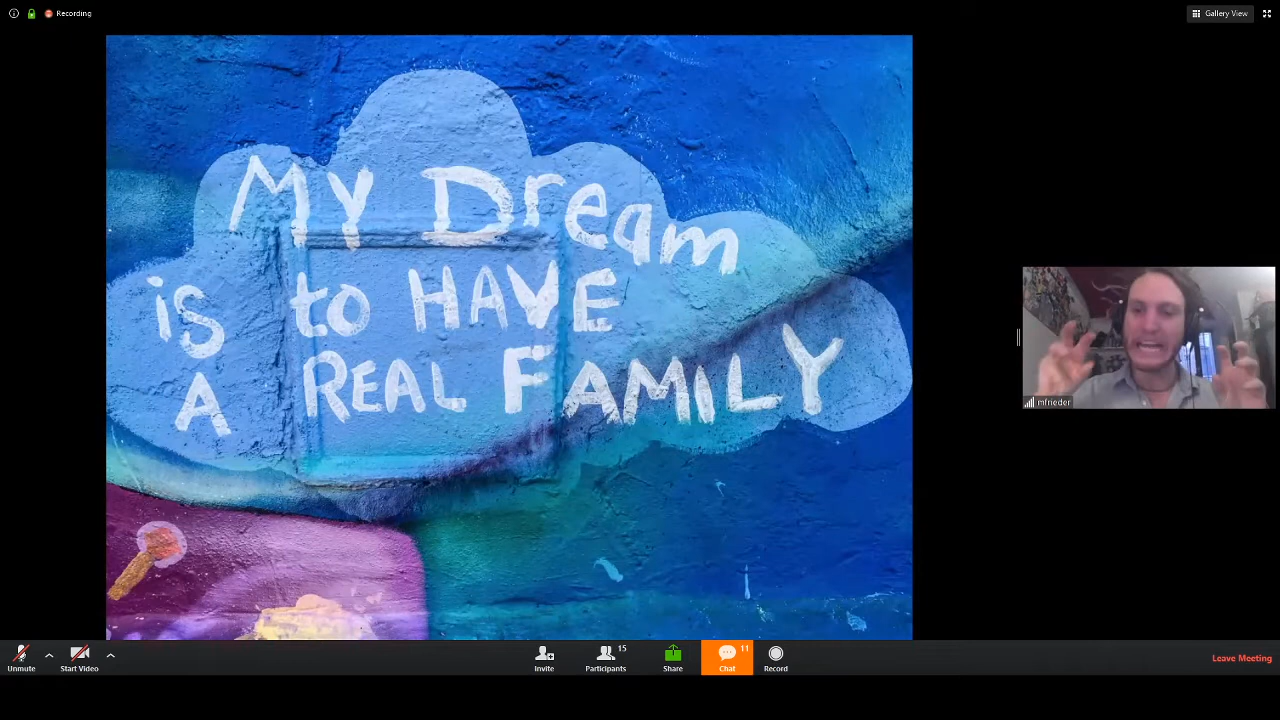 Recording
Gallery View
MY Dream
is to HAVE
A REAL FAMILY
mfrieder
Unmute
Start Video
Invite
Participants
15
Share
Chat
11
Record
Leave Meeting